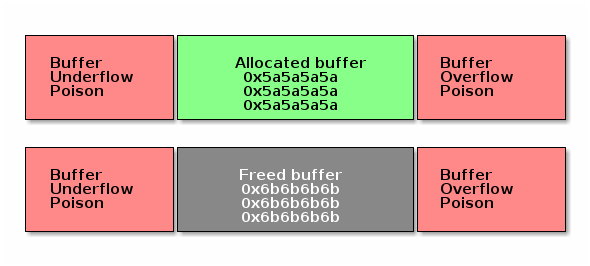 Buffer
Underflow
Poison
Allocated buffer
0x5a5a5a5a
0x5a5a5a5a
0x5a5a5a5a
Buffer
Overflow
Poison
Buffer
Underflow
Poison
Freed buffer
0x6b6b6b6b
0x6b6b6b6b
0x6b6b6b6b
Buffer
Overflow
Poison